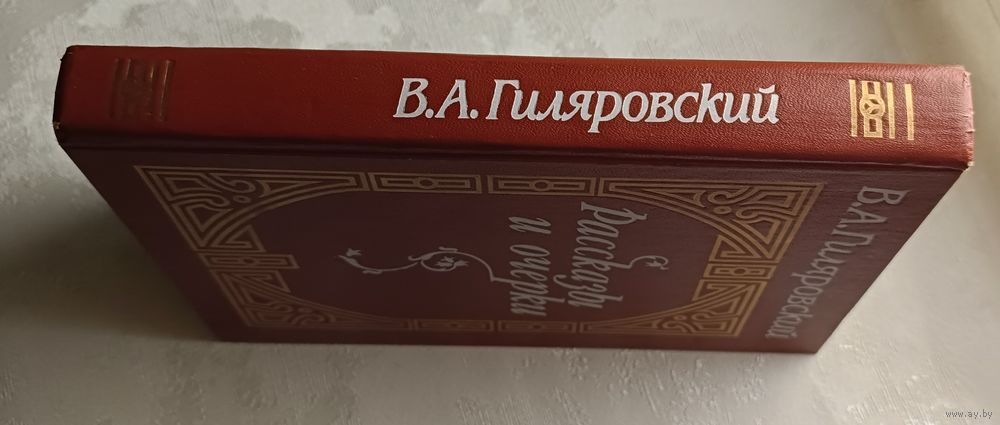 В.А. Гиляровский
В.А. Гиляровский
Рассказы
и очерки
www.ay.by